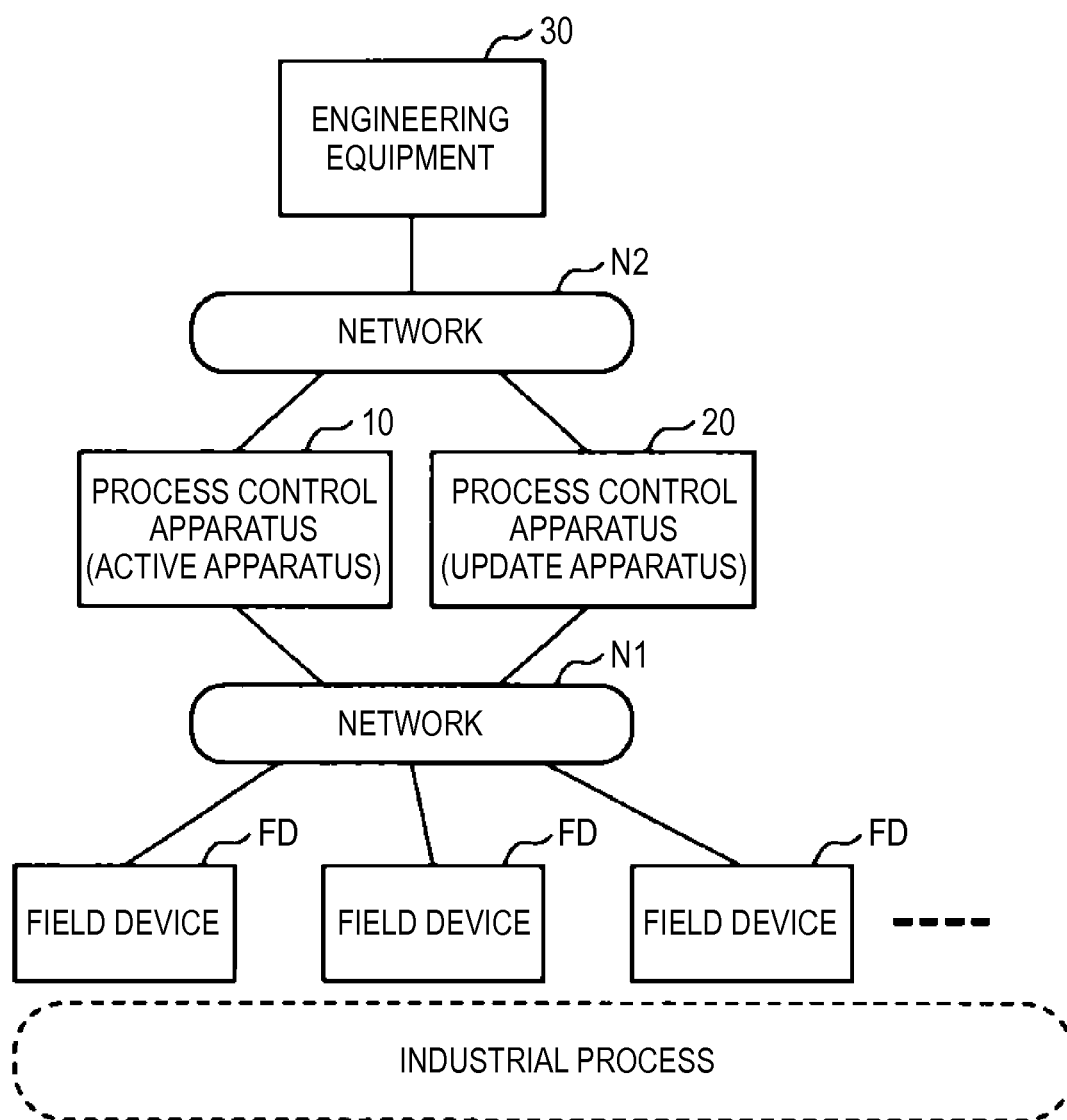 30
ENGINEERING
EQUIPMENT
N2
NETWORK
10
PROCESS CONTROL
APPARATUS
(ACTIVE APPARATUS)
20
PROCESS CONTROL
APPARATUS
(UPDATE APPARATUS)
N1
NETWORK
FD
FIELD DEVICE
FD
FIELD DEVICE
FD
FIELD DEVICE
INDUSTRIAL PROCESS